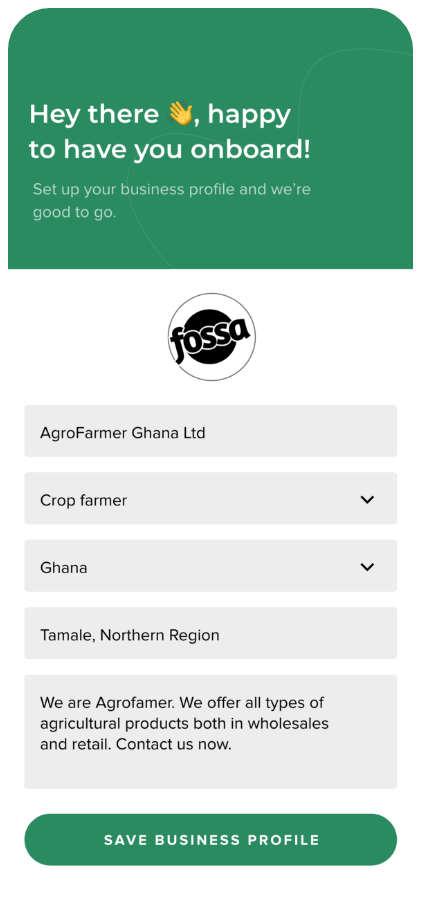 Hey there 👋, happy
to have you onboard!
Set up your business profile and we're
good to go.
fossa
AgroFarmer Ghana Ltd
Crop farmer
Ghana
Tamale, Northern Region
We are Agrofamer. We offer all types of
agricultural products both in wholesales
and retail. Contact us now.
SAVE BUSINESS PROFILE